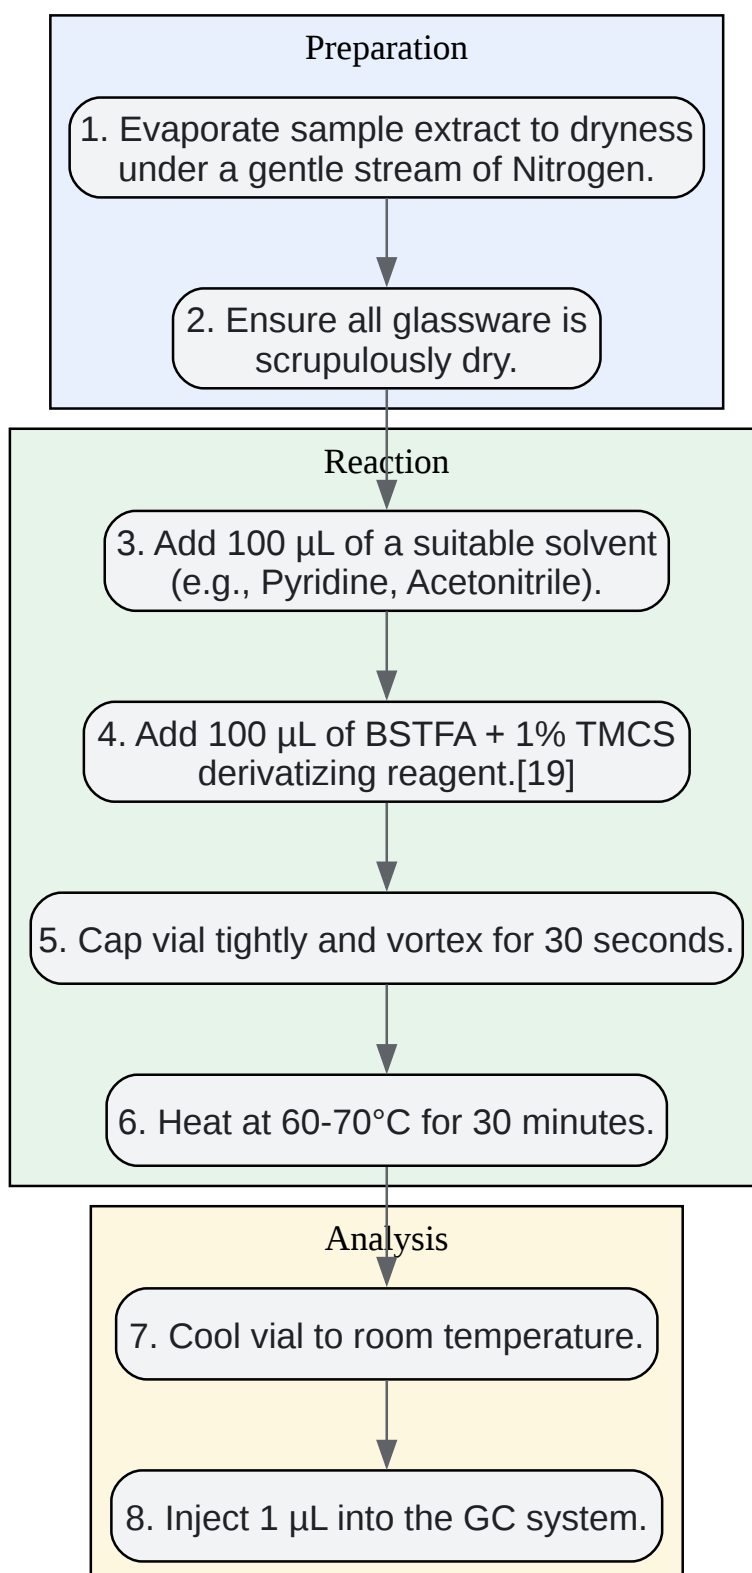 Preparation
1. Evaporate sample extract to dryness
under a gentle stream of Nitrogen.
2. Ensure all glassware is
scrupulously dry.
Reaction
3. Add 100 µL of a suitable solvent
(e.g., Pyridine, Acetonitrile).
4. Add 100 µL of BSTFA + 1% TMCS
derivatizing reagent.[19]
5. Cap vial tightly and vortex for 30 seconds.
6. Heat at 60-70°C for 30 minutes.
Analysis
7. Cool vial to room temperature.
8. Inject 1 µL into the GC system.